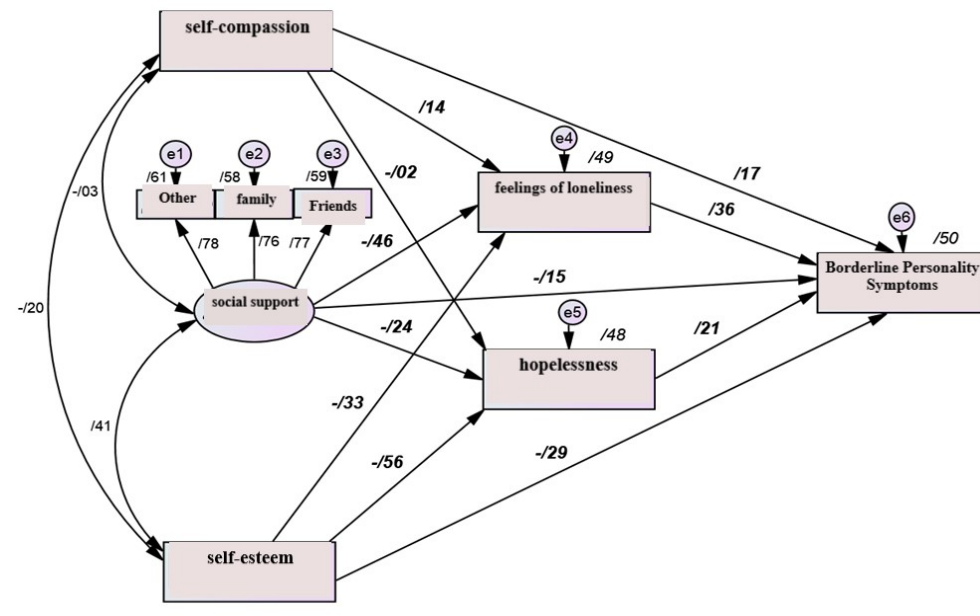 self-compassion
/14
e1
e2
e3
e4
/49
/61
/58
/59
-/02
/17
-/03
Other
family
Friends
feelings of loneliness
/36
e6
/50
/78
/76
/77
-/46
Borderline Personality
Symptoms
-/15
-/20
social support
e5
/48
/21
-/24
hopelessness
-/33
/41
-/56
-/29
self-esteem